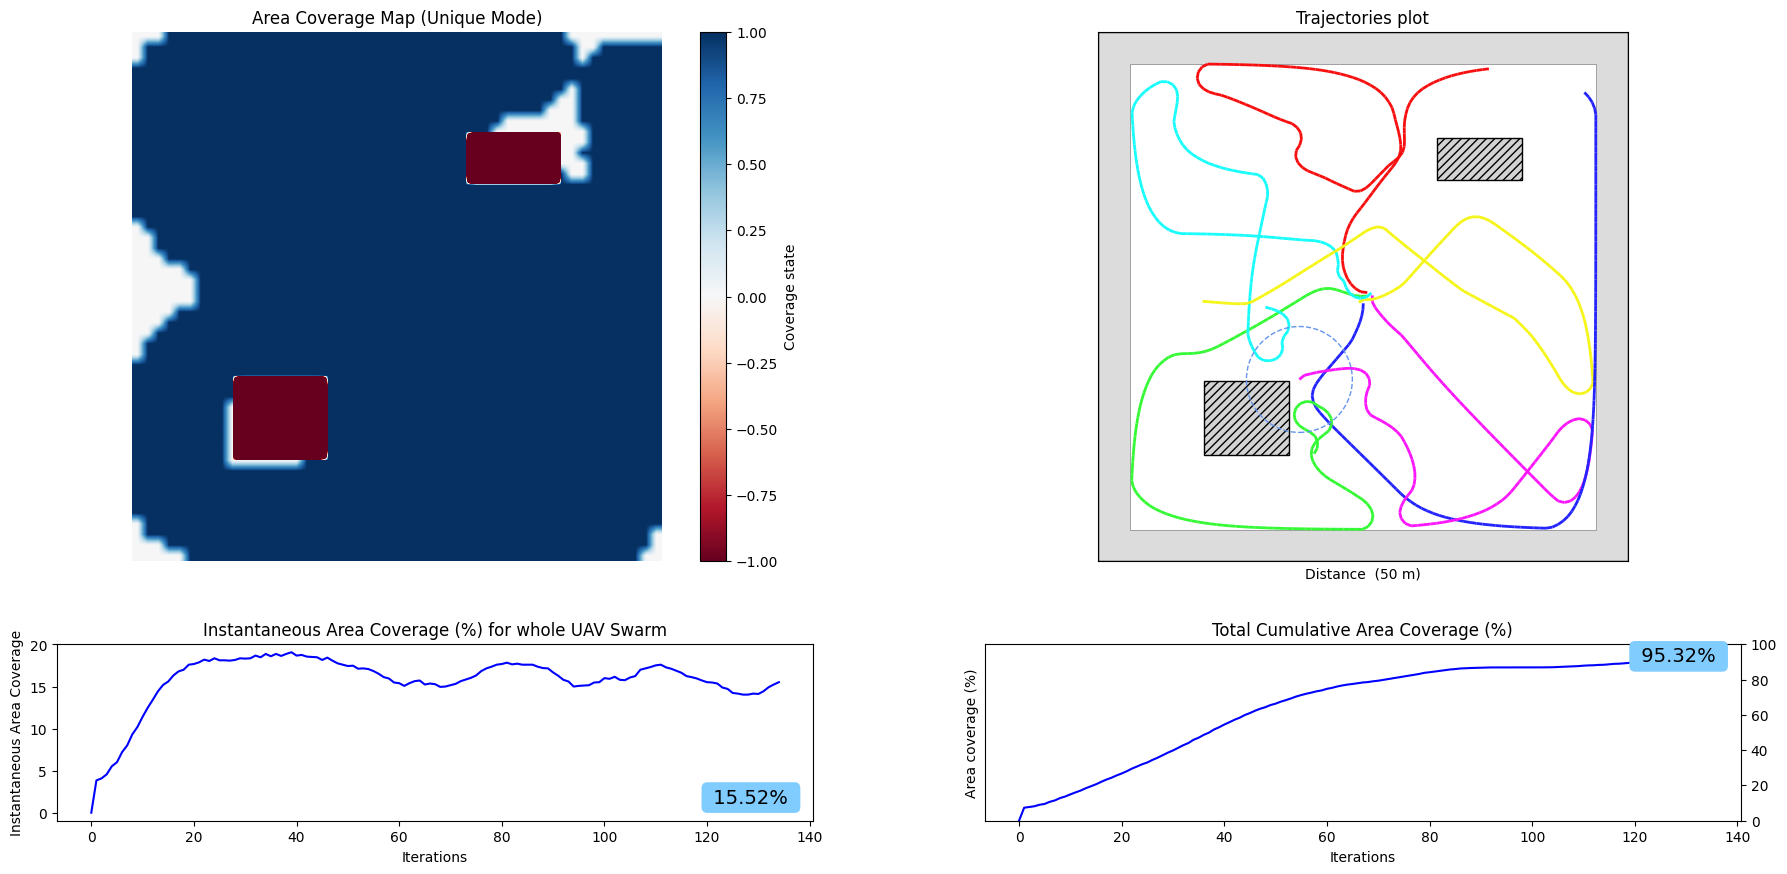 Area Coverage Map (Unique Mode)
1.00
0.75
0.50
0.25
0.00
−0.25
−0.50
−0.75
−1.00
Coverage state
Trajectories plot
Distance  (50 m)
Instantaneous Area Coverage (%) for whole UAV Swarm
Instantaneous Area Coverage
20
15
10
5
0
15.52%
0 20 40 60 80 100 120 140
Iterations
Total Cumulative Area Coverage (%)
Area coverage (%)
95.32%
100
80
60
40
20
0
0 20 40 60 80 100 120 140
Iterations